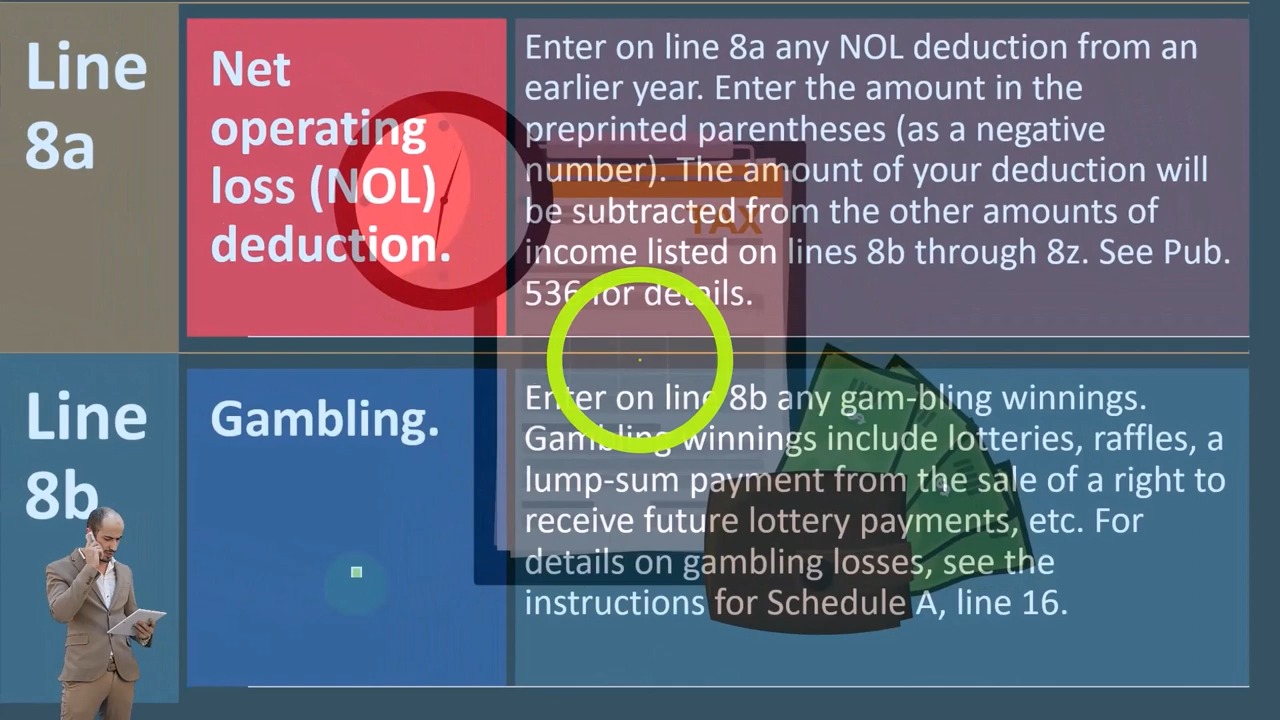 Line
8a
Net
operating
loss (NOL)
deduction.
Enter on line 8a any NOL deduction from an
earlier year. Enter the amount in the
preprinted parentheses (as a negative
number). The amount of your deduction will
be subtracted from the other amounts of
income listed on lines 8b through 8z. See Pub.
536 for details.
TAX
Line
8b
Gambling.
Enter on line 8b any gam-bling winnings.
Gambling winnings include lotteries, raffles, a
lump-sum payment from the sale of a right to
receive future lottery payments, etc. For
details on gambling losses, see the
instructions for Schedule A, line 16.